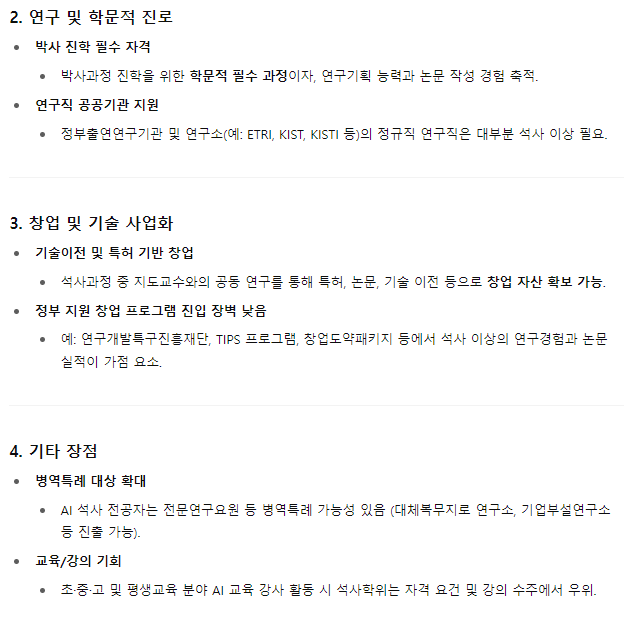 2. 연구 및 학문적 진로
박사 진학 필수 자격
박사과정 진학을 위한 학문적 필수 과정이자, 연구기획 능력과 논문 작성 경험 축적.
연구직 공공기관 지원
정부출연연구기관 및 연구소(예: ETRI, KIST, KISTI 등)의 정규직 연구직은 대부분 석사 이상 필요.
3. 창업 및 기술 사업화
기술이전 및 특허 기반 창업
석사과정 중 지도교수와의 공동 연구를 통해 특허, 논문, 기술 이전 등으로 창업 자산 확보 가능.
정부 지원 창업 프로그램 진입 장벽 낮음
예: 연구개발특구진흥재단, TIPS 프로그램, 창업도약패키지 등에서 석사 이상의 연구경험과 논문
실적이 가점 요소.
4. 기타 장점
병역특례 대상 확대
AI 석사 전공자는 전문연구요원 등 병역특례 가능성 있음 (대체복무지로 연구소, 기업부설연구소
등 진출 가능).
교육/강의 기회
초·중·고 및 평생교육 분야 AI 교육 강사 활동 시 석사학위는 자격 요건 및 강의 수주에서 우위.